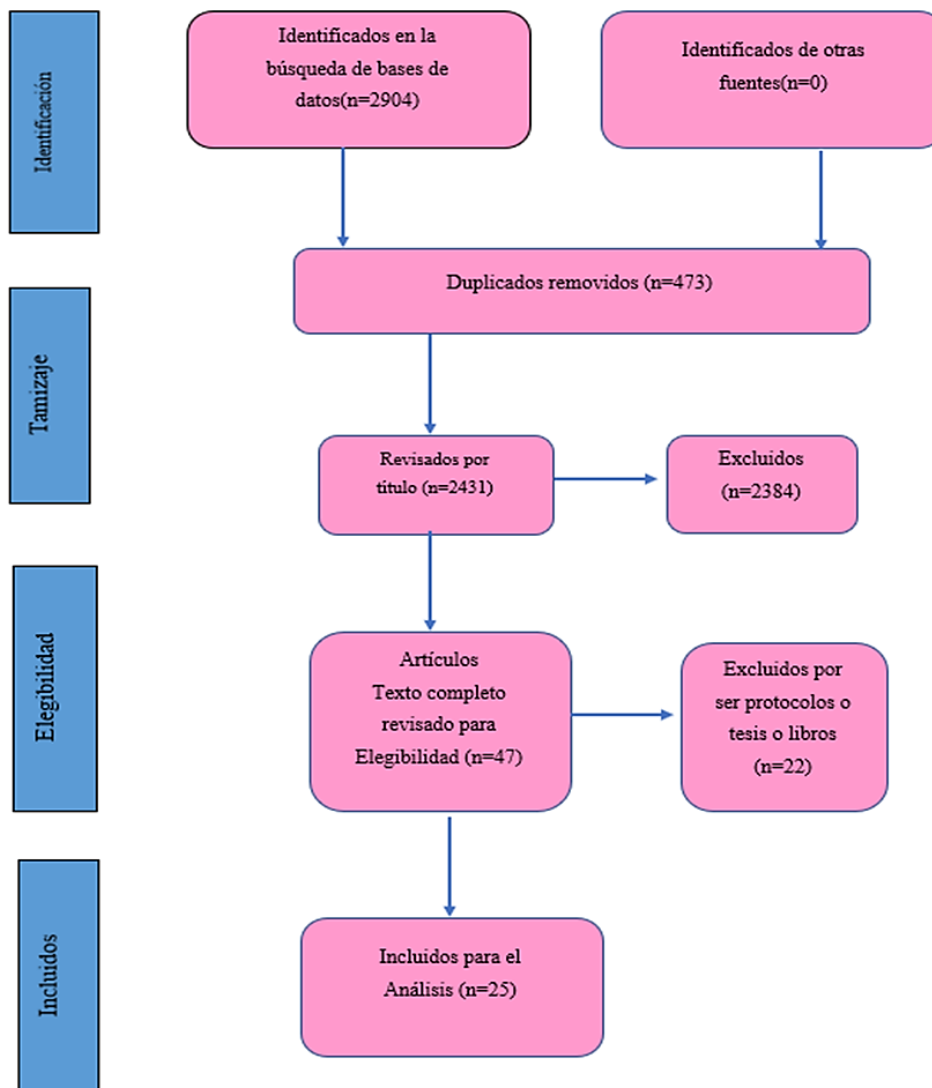 Identificación
Identificados en la
búsqueda de bases de
datos(n=2904)
Identificados de otras
fuentes(n=0)
Duplicados removidos (n=473)
Tamizaje
Revisados por
titulo (n=2431)
Excluidos
(n=2384)
Elegibilidad
Artículos
Texto completo
revisado para
Elegibilidad (n=47)
Excluidos por
ser protocolos o
tesis o libros
(n=22)
Incluidos
Incluidos para el
Análisis (n=25)